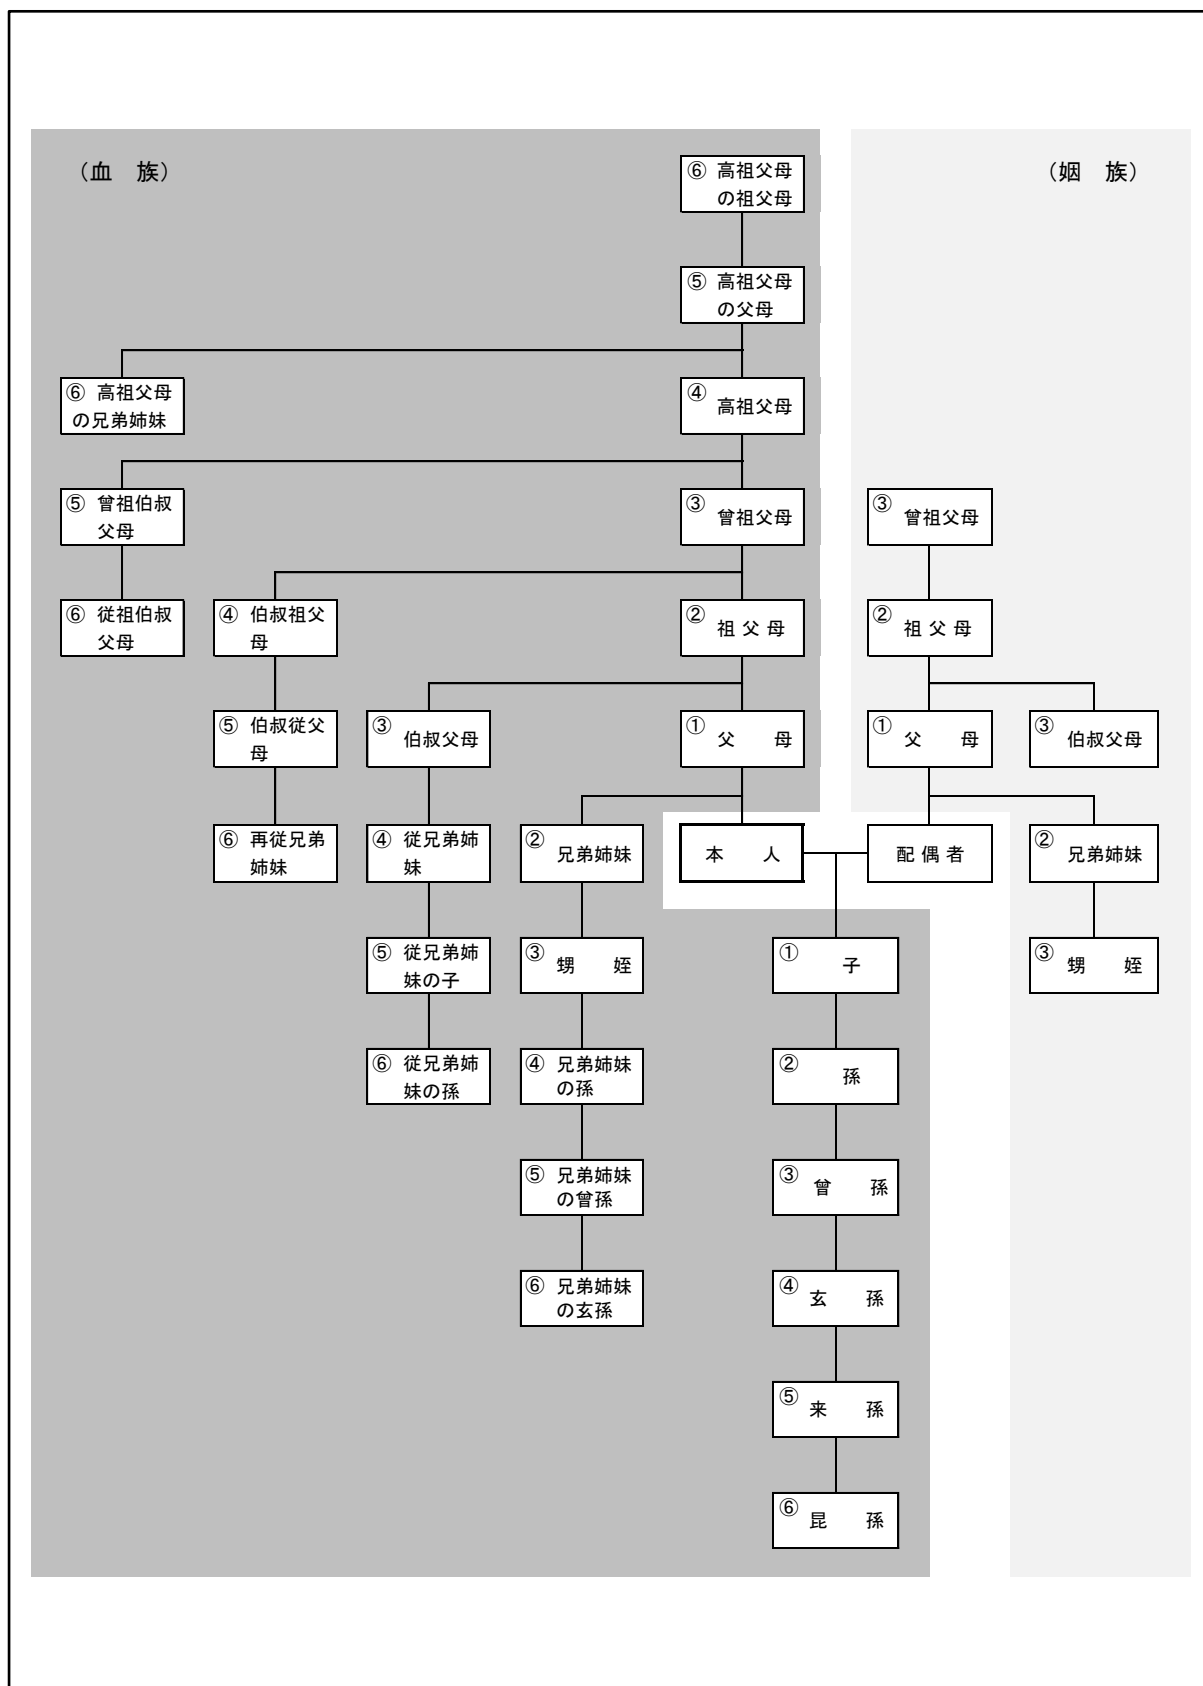 （血　族）
（姻　族）
⑥ 高祖父母
の祖父母
⑤ 高祖父母
の父母
⑥ 高祖父母
の兄弟姉妹
④ 高祖父母
⑤ 曾祖伯叔
父母
③ 曾祖父母
③ 曾祖父母
⑥ 従祖伯叔
父母
④ 伯叔祖父
母
② 祖父母
② 祖父母
⑤ 伯叔従父
母
③ 伯叔父母
① 父　母
① 父　母
③ 伯叔父母
⑥ 再従兄弟
姉妹
④ 従兄弟姉
妹
② 兄弟姉妹
本　人
配偶者
② 兄弟姉妹
⑤ 従兄弟姉
妹の子
③ 甥　姪
① 子
③ 甥　姪
⑥ 従兄弟姉
妹の孫
④ 兄弟姉妹
の孫
② 孫
⑤ 兄弟姉妹
の曾孫
③ 曾　孫
⑥ 兄弟姉妹
の玄孫
④ 玄　孫
⑤ 来　孫
⑥ 昆　孫